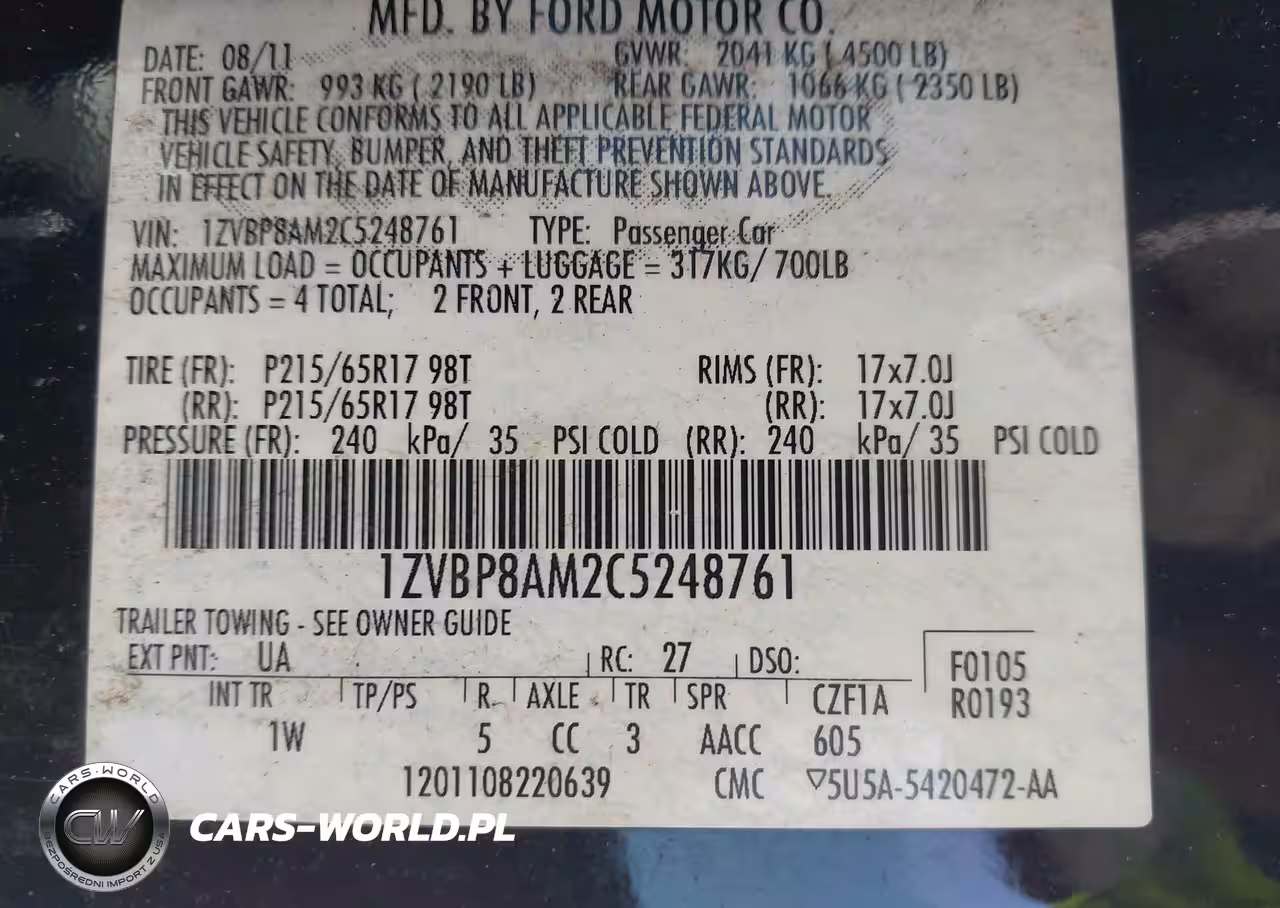 MFD. BY FORD MOTOR CO.
DATE: 08/11 GVWR: 2041 KG ( 4500 LB)
FRONT GAWR: 993 KG ( 2190 LB) REAR GAWR: 1066 KG ( 2350 LB)
THIS VEHICLE CONFORMS TO ALL APPLICABLE FEDERAL MOTOR
VEHICLE SAFETY, BUMPER, AND THEFT PREVENTION STANDARDS
IN EFFECT ON THE DATE OF MANUFACTURE SHOWN ABOVE.
VIN: 1ZVBP8AM2C5248761 TYPE: Passenger Car
MAXIMUM LOAD = OCCUPANTS + LUGGAGE = 317KG/ 700LB
OCCUPANTS = 4 TOTAL; 2 FRONT, 2 REAR
TIRE (FR): P215/65R17 98T RIMS (FR): 17x7.0J
(RR): P215/65R17 98T (RR): 17x7.0J
PRESSURE (FR): 240 kPa/ 35 PSI COLD (RR): 240 kPa/ 35 PSI COLD
1ZVBP8AM2C5248761
TRAILER TOWING - SEE OWNER GUIDE
EXT PNT: UA RC: 27 DSO: F0105
INT TR TP/PS R. AXLE TR SPR CZF1A R0193
1W 5 CC 3 AACC 605
1201108220639 CMC ▽5U5A-5420472-AA
CARS-WORLD
CW
BEZPOŚREDNI IMPORT Z USA
CARS-WORLD.PL